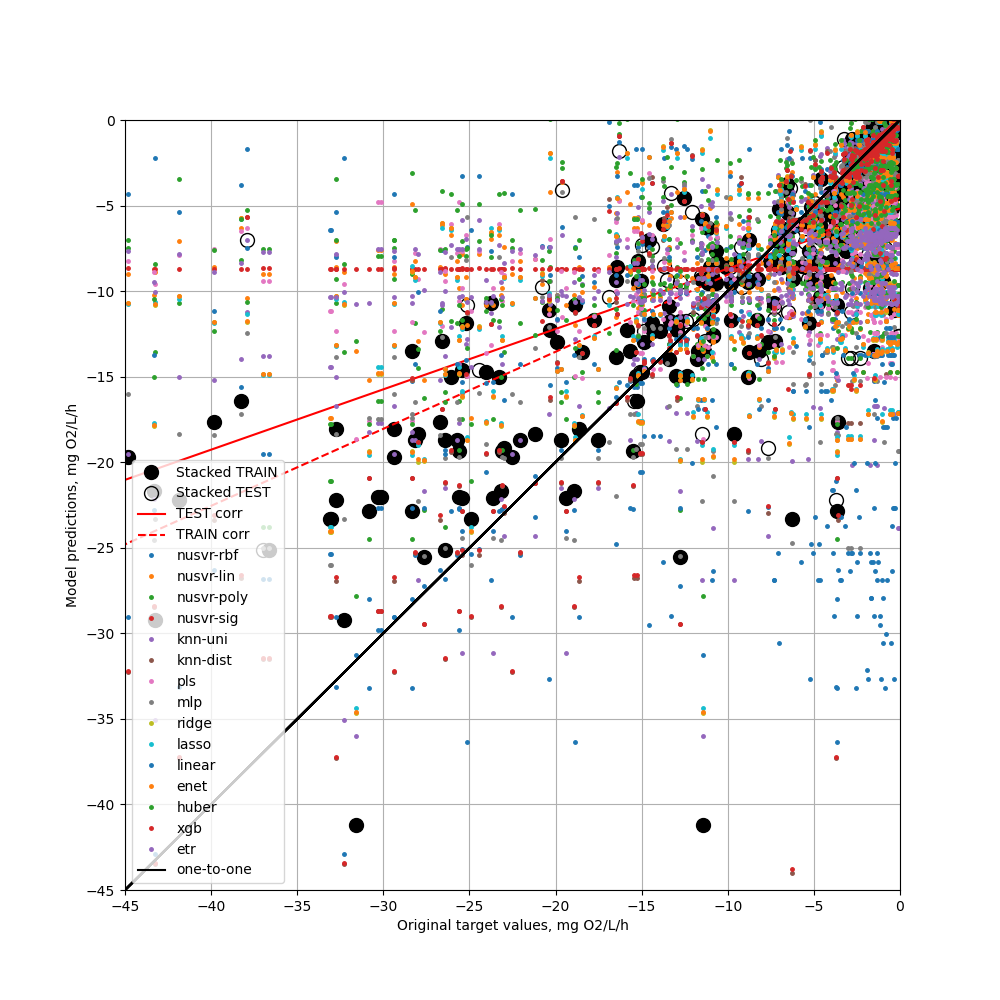 0
−5
−10
−15
−20
−25
−30
−35
−40
−45
Model predictions, mg O2/L/h
Stacked TRAIN
Stacked TEST
TEST corr
TRAIN corr
nusvr-rbf
nusvr-lin
nusvr-poly
nusvr-sig
knn-uni
knn-dist
pls
mlp
ridge
lasso
linear
enet
huber
xgb
etr
one-to-one
−45 −40 −35 −30 −25 −20 −15 −10 −5 0
Original target values, mg O2/L/h